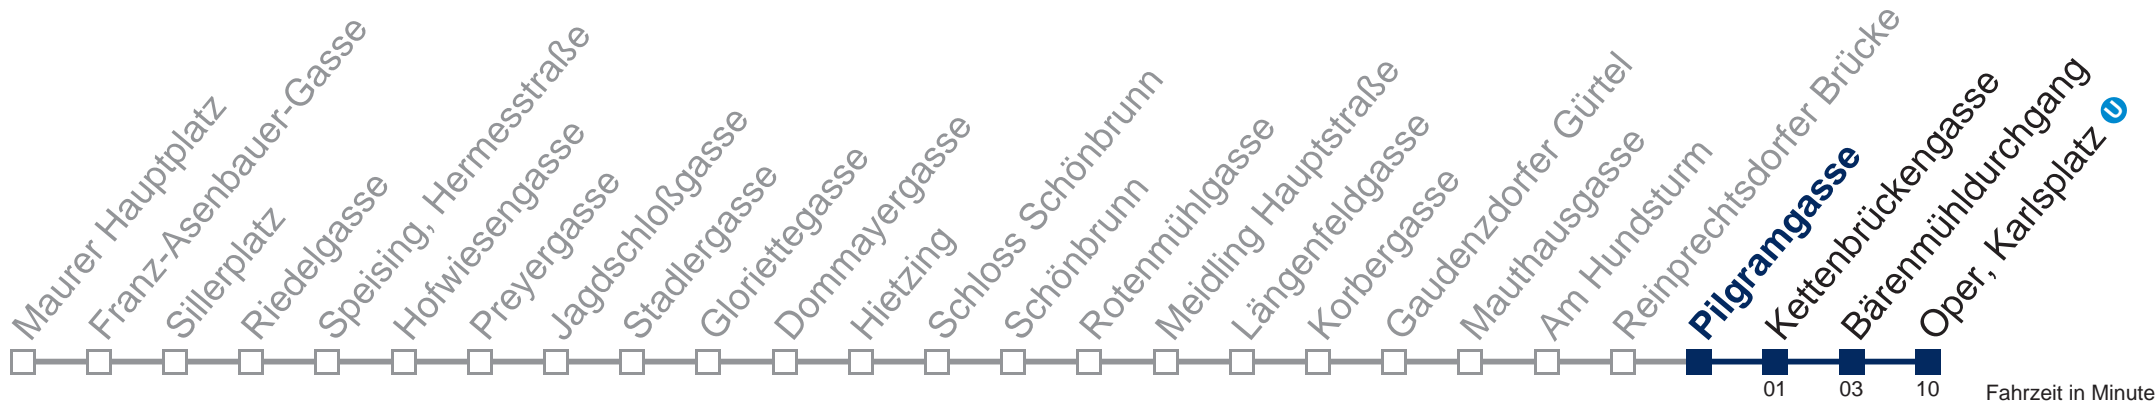 Maurer Hauptplatz
Franz-Asenbauer-Gasse
Sillerplatz
Riedelgasse
Speising, Hermesstraße
Hofwiesengasse
Preyergasse
Jagdschloßgasse
Stadlergasse
Gloriettegasse
Dommayergasse
Hietzing
Schloss Schönbrunn
Schönbrunn
Rotenmühlgasse
Meidling Hauptstraße
Längenfeldgasse
Korbergasse
Gaudenzdorfer Gürtel
Mauthausgasse
Am Hundsturm
Reinprechtsdorfer Brücke
Pilgramgasse
Kettenbrückengasse
Bärenmühldurchgang
Oper, Karlsplatz U
01 03 10
Fahrzeit in Minute